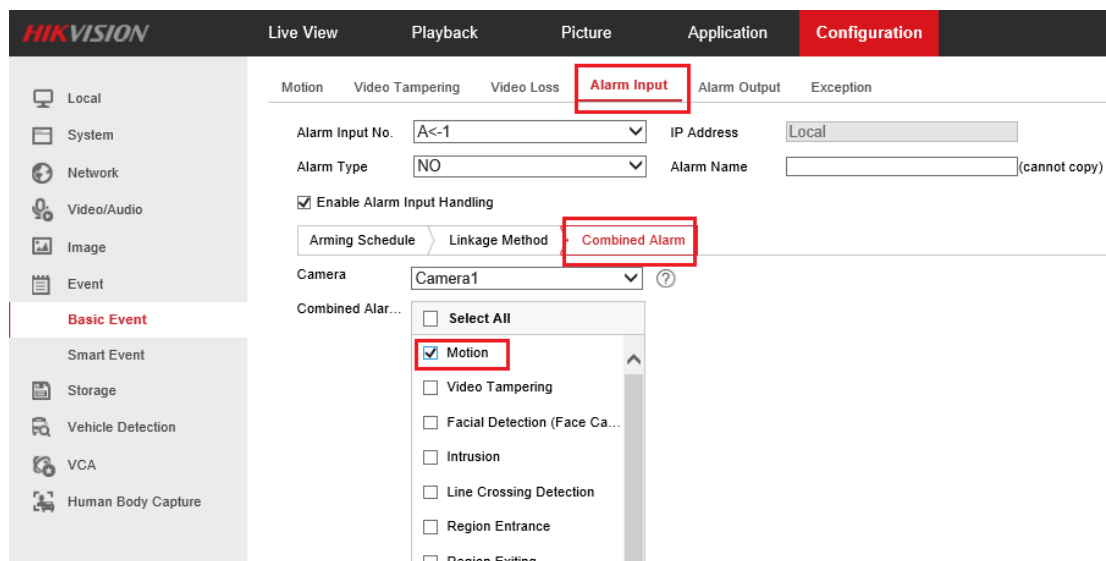 HIKVISION Live View Playback Picture Application Configuration
Motion Video Tampering Video Loss Alarm Input Alarm Output Exception
Local
System
Network
Video/Audio
Image
Event
Basic Event
Smart Event
Storage
Vehicle Detection
VCA
Human Body Capture
Alarm Input No. A<-1 IP Address Local
Alarm Type NO Alarm Name (cannot copy)
Enable Alarm Input Handling
Arming Schedule Linkage Method Combined Alarm
Camera Camera1 ?
Combined Alar... Select All
Motion
Video Tampering
Facial Detection (Face Ca...
Intrusion
Line Crossing Detection
Region Entrance
Region Exiting